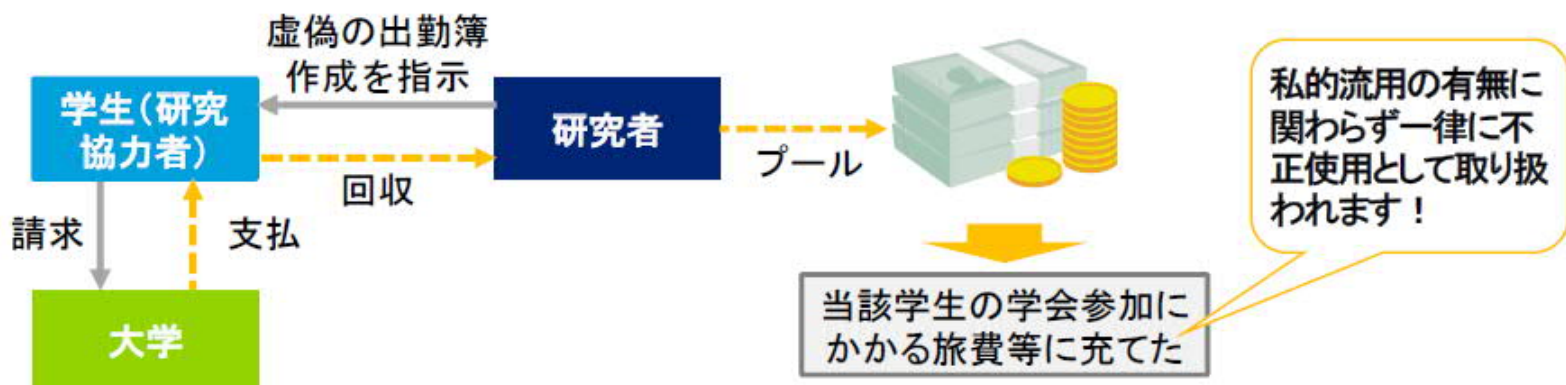 虚偽の出勤簿
作成を指示
学生(研究
協力者)
研究者
回収
プール
請求
支払
大学
当該学生の学会参加に
かかる旅費等に充てた
私的流用の有無に
関わらず一律に不
正使用として取り扱
われます！